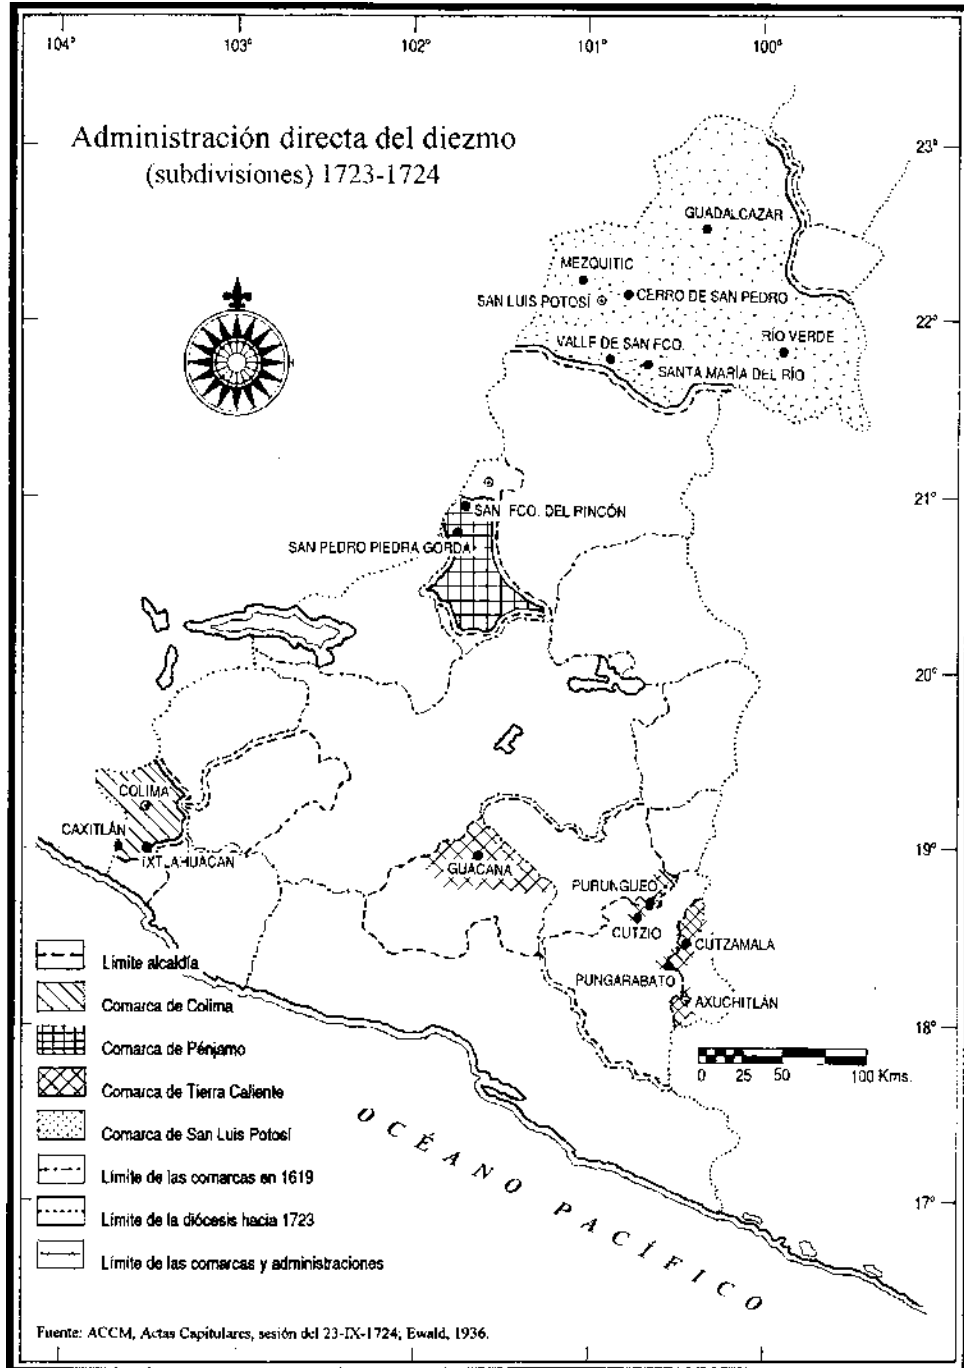 104° 103° 102° 101° 100°
Administración directa del diezmo
(subdivisiones) 1723-1724
23°
GUADALCAZAR
MEZQUITIC
SAN LUIS POTOSÍ
CERRO DE SAN PEDRO
22°
VALLE DE SAN FCO.
RÍO VERDE
SANTA MARÍA DEL RÍO
21°
SAN FCO. DEL RINCÓN
SAN PEDRO PIEDRA GORDA
20°
COLIMA
CAXITLÁN
IXTLAHUACAN
19°
GUACANA
PURUNGUEO
CUTZIO
CUTZAMALA
PUNGARABATO
AXUCHITLÁN
18°
0 25 50 100 Kms.
Límite alcaldía
Comarca de Colima
Comarca de Pénjamo
Comarca de Tierra Caliente
Comarca de San Luis Potosí
Límite de las comarcas en 1619
Límite de la diócesis hacia 1723
Límite de las comarcas y administraciones
OCÉANO PACÍFICO
17°
Fuente: ACCM, Actas Capitulares, sesión del 23-IX-1724; Ewald, 1936.